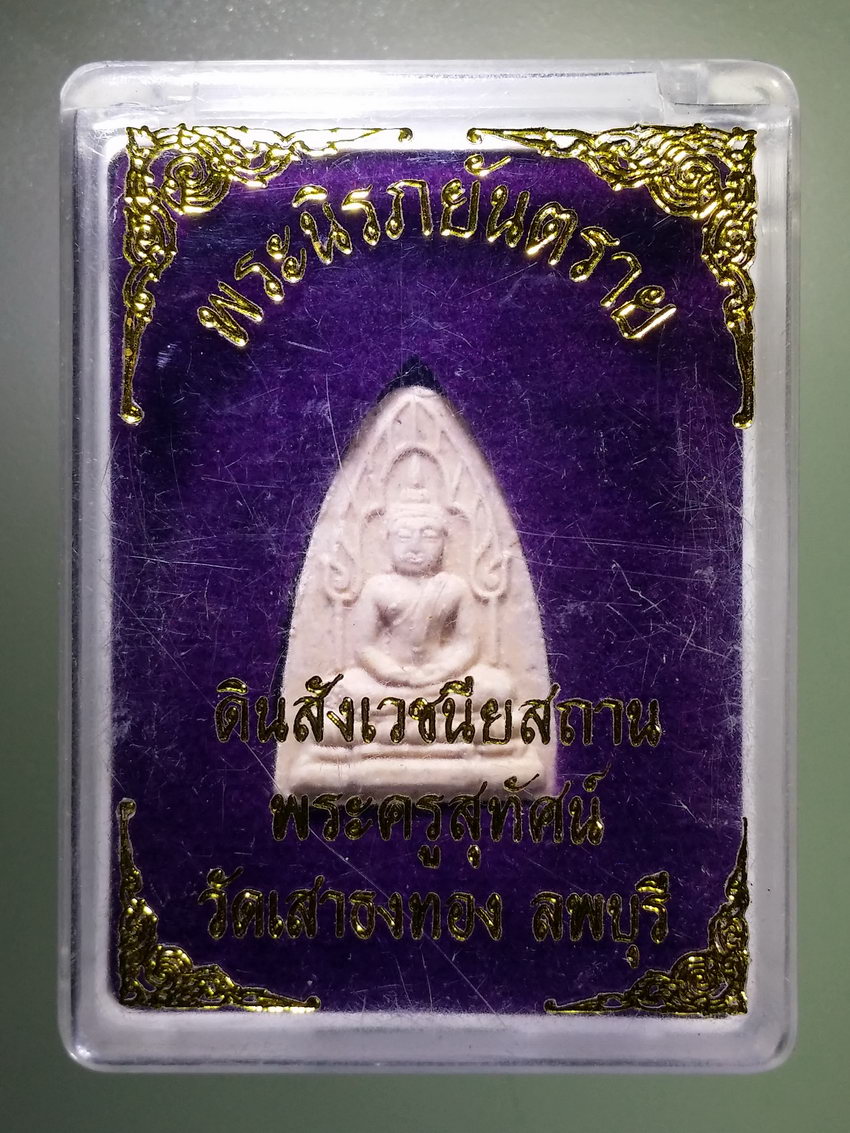 พระนิรภยันตราย
ดินสังเวชนียสถาน
พระครูสุทัศน์
วัดเสาธงทอง ลพบุรี